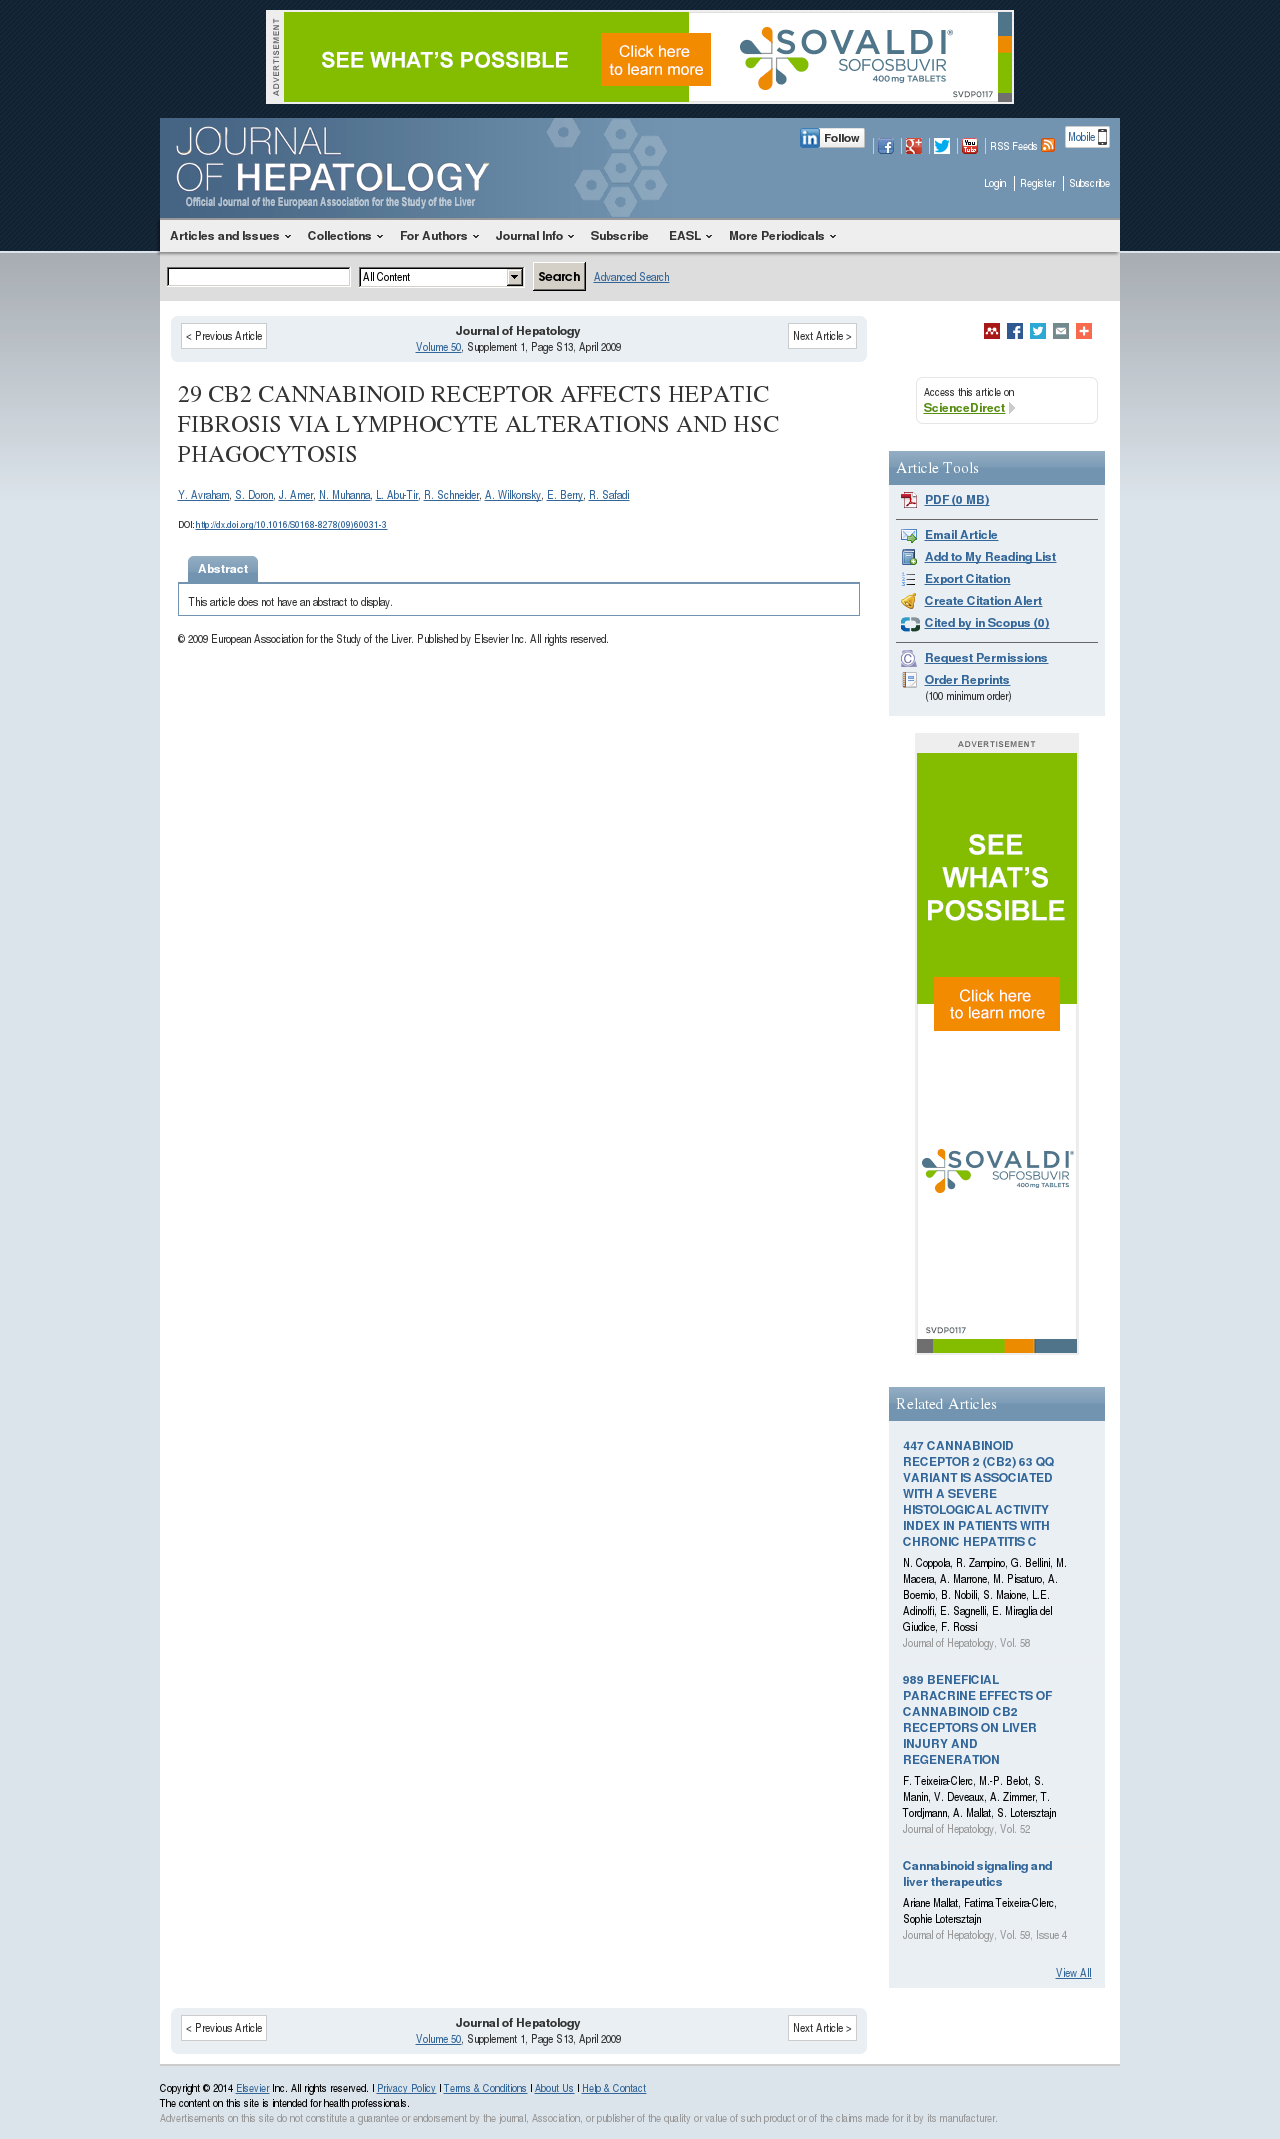 ADVERTISEMENT
SEE WHAT'S POSSIBLE
Click here
to learn more
SOVALDI®
SOFOSBUVIR
400 mg TABLETS
SVDP0117
JOURNAL
OF HEPATOLOGY
Official Journal of the European Association for the Study of the Liver
in Follow
RSS Feeds
Mobile
Login
Register
Subscribe
Articles and Issues
Collections
For Authors
Journal Info
Subscribe
EASL
More Periodicals
All Content
Search
Advanced Search
< Previous Article
Journal of Hepatology
Volume 50, Supplement 1, Page S13, April 2009
Next Article >
29 CB2 CANNABINOID RECEPTOR AFFECTS HEPATIC
FIBROSIS VIA LYMPHOCYTE ALTERATIONS AND HSC
PHAGOCYTOSIS
Y. Avraham, S. Doron, J. Amer, N. Muhanna, L. Abu-Tir, R. Schneider, A. Wilkonsky, E. Berry, R. Safadi
DOI: http://dx.doi.org/10.1016/S0168-8278(09)60031-3
Abstract
This article does not have an abstract to display.
© 2009 European Association for the Study of the Liver. Published by Elsevier Inc. All rights reserved.
Access this article on
ScienceDirect
Article Tools
PDF (0 MB)
Email Article
Add to My Reading List
Export Citation
Create Citation Alert
Cited by in Scopus (0)
Request Permissions
Order Reprints
(100 minimum order)
ADVERTISEMENT
SEE
WHAT'S
POSSIBLE
Click here
to learn more
SOVALDI®
SOFOSBUVIR
400 mg TABLETS
SVDP0117
Related Articles
447 CANNABINOID
RECEPTOR 2 (CB2) 63 QQ
VARIANT IS ASSOCIATED
WITH A SEVERE
HISTOLOGICAL ACTIVITY
INDEX IN PATIENTS WITH
CHRONIC HEPATITIS C
N. Coppola, R. Zampino, G. Bellini, M.
Macera, A. Marrone, M. Pisaturo, A.
Boemio, B. Nobili, S. Maione, L.E.
Adinolfi, E. Sagnelli, E. Miraglia del
Giudice, F. Rossi
Journal of Hepatology, Vol. 58
989 BENEFICIAL
PARACRINE EFFECTS OF
CANNABINOID CB2
RECEPTORS ON LIVER
INJURY AND
REGENERATION
F. Teixeira-Clerc, M.-P. Belot, S.
Manin, V. Deveaux, A. Zimmer, T.
Tordjmann, A. Mallat, S. Lotersztajn
Journal of Hepatology, Vol. 52
Cannabinoid signaling and
liver therapeutics
Ariane Mallat, Fatima Teixeira-Clerc,
Sophie Lotersztajn
Journal of Hepatology, Vol. 59, Issue 4
View All
< Previous Article
Journal of Hepatology
Volume 50, Supplement 1, Page S13, April 2009
Next Article >
Copyright © 2014 Elsevier Inc. All rights reserved. | Privacy Policy | Terms & Conditions | About Us | Help & Contact
The content on this site is intended for health professionals.
Advertisements on this site do not constitute a guarantee or endorsement by the journal, Association, or publisher of the quality or value of such product or of the claims made for it by its manufacturer.